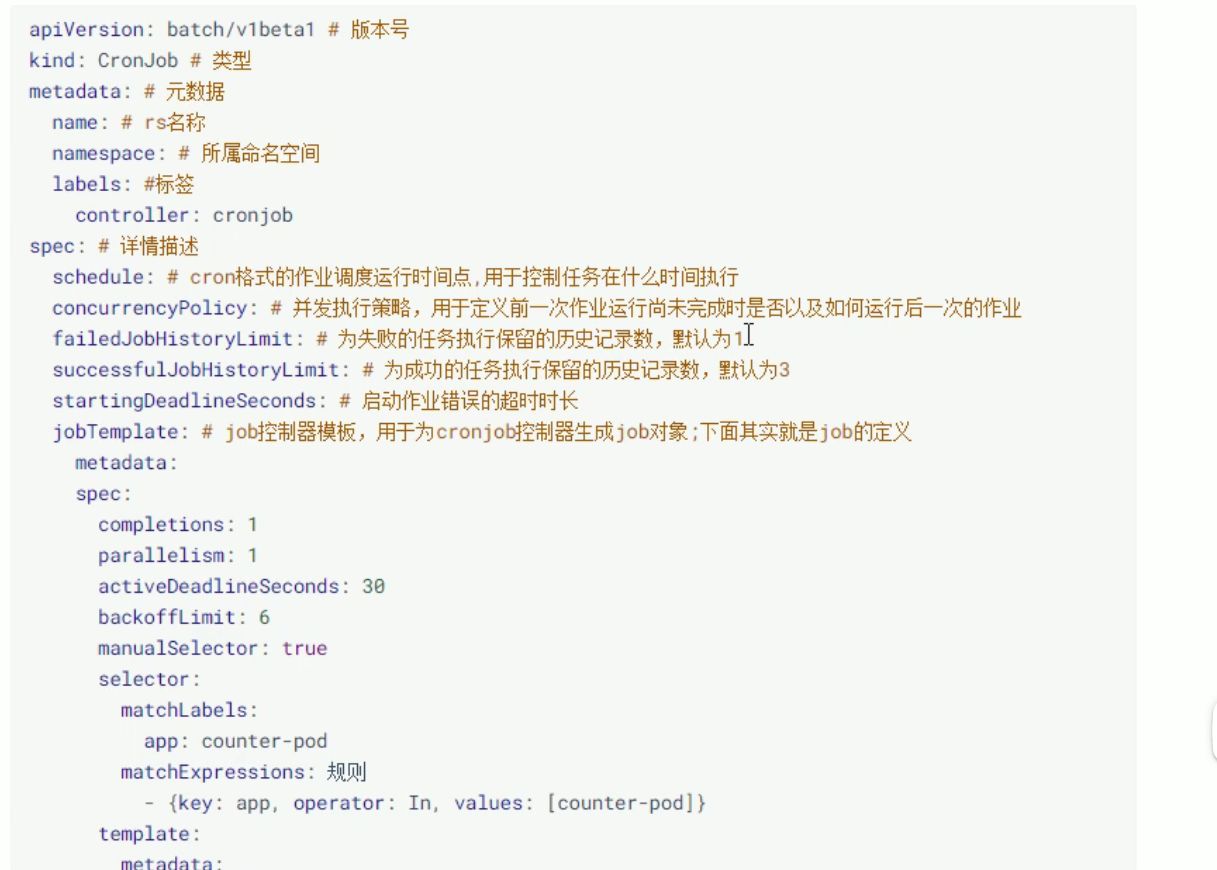 apiVersion: batch/v1beta1 # 版本号
kind: CronJob # 类型
metadata: # 元数据
  name: # rs名称
  namespace: # 所属命名空间
  labels: #标签
    controller: cronjob
spec: # 详情描述
  schedule: # cron格式的作业调度运行时间点,用于控制任务在什么时间执行
  concurrencyPolicy: # 并发执行策略，用于定义前一次作业运行尚未完成时是否以及如何运行后一次的作业
  failedJobHistoryLimit: # 为失败的任务执行保留的历史记录数，默认为1
  successfulJobHistoryLimit: # 为成功的任务执行保留的历史记录数，默认为3
  startingDeadlineSeconds: # 启动作业错误的超时时长
  jobTemplate: # job控制器模板，用于为cronjob控制器生成job对象;下面其实就是job的定义
    metadata:
    spec:
      completions: 1
      parallelism: 1
      activeDeadlineSeconds: 30
      backoffLimit: 6
      manualSelector: true
      selector:
        matchLabels:
          app: counter-pod
        matchExpressions: 规则
          - {key: app, operator: In, values: [counter-pod]}
      template:
        metadata: